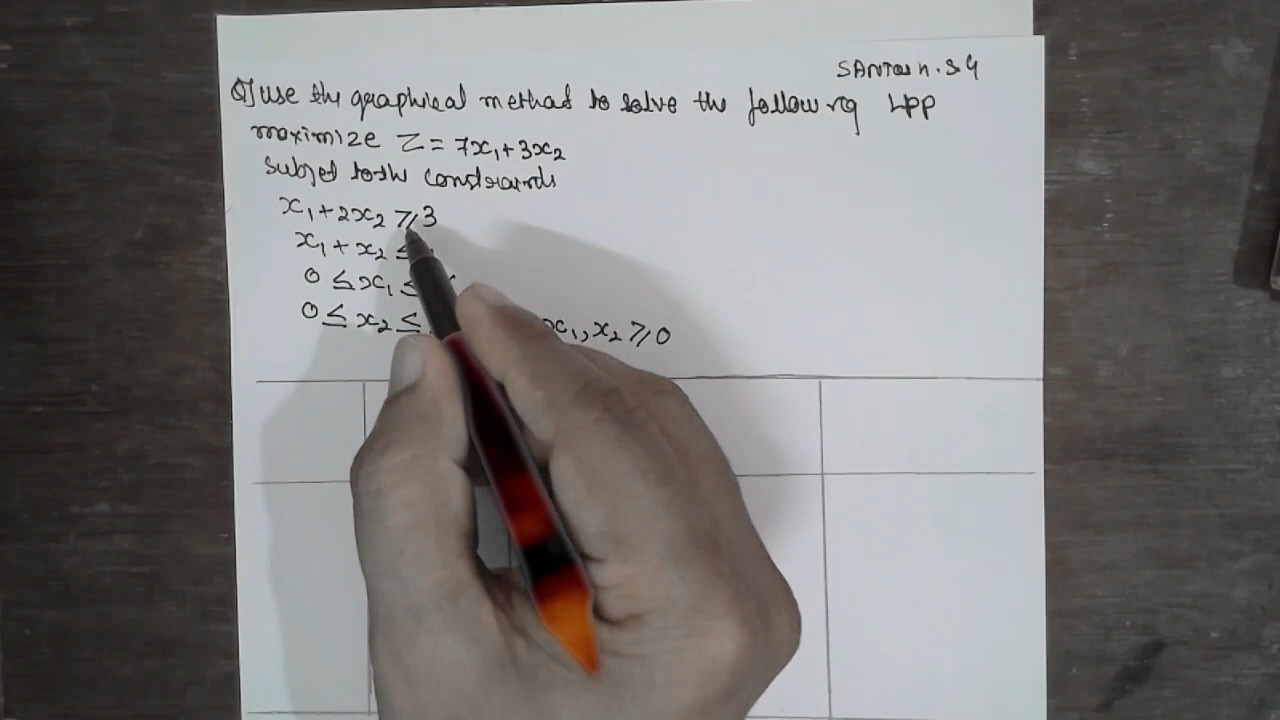 SANTOSH. S G
Q] use the graphical method to solve the following LPP
maximize Z = 7x₁ + 3x₂
Subject to the constraints
x₁ + 2x₂ ≥ 3
x₁ + x₂ ≤
0 ≤ x₁ ≤
0 ≤ x₂ ≤ x₁, x₂ ≥ 0